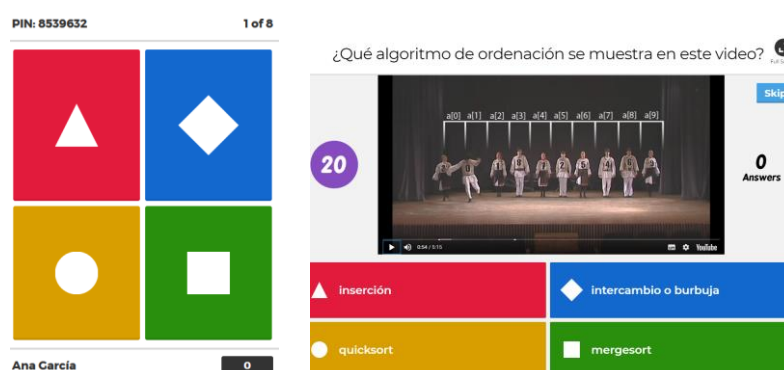 PIN: 8539632 1 of 8
Ana García 0
¿Qué algoritmo de ordenación se muestra en este video?
Skip
a[0] a[1] a[2] a[3] a[4] a[5] a[6] a[7] a[8] a[9]
20
0
Answers
0:54 / 5:15 YouTube
inserción
intercambio o burbuja
quicksort
mergesort